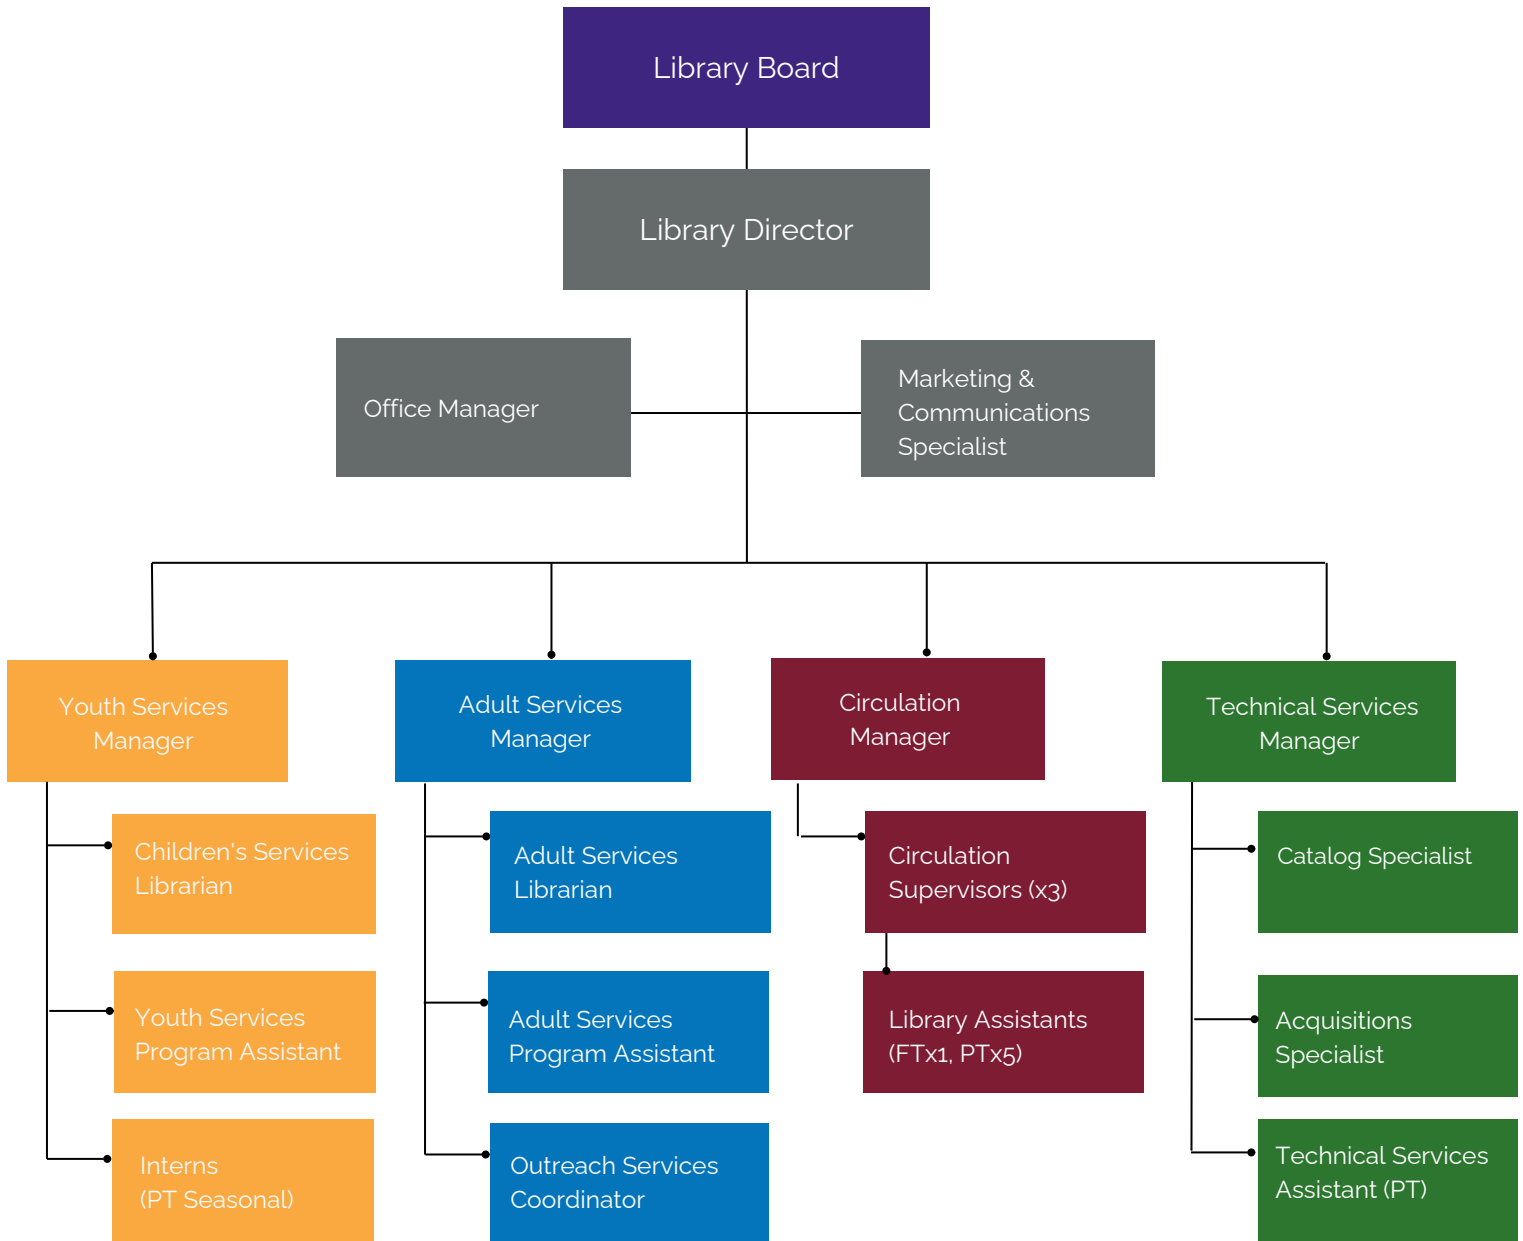 Library Board
Library Director
Office Manager
Marketing &
Communications
Specialist
Youth Services
Manager
Adult Services
Manager
Circulation
Manager
Technical Services
Manager
Children's Services
Librarian
Adult Services
Librarian
Circulation
Supervisors (x3)
Catalog Specialist
Youth Services
Program Assistant
Adult Services
Program Assistant
Library Assistants
(FTx1, PTx5)
Acquisitions
Specialist
Interns
(PT Seasonal)
Outreach Services
Coordinator
Technical Services
Assistant (PT)